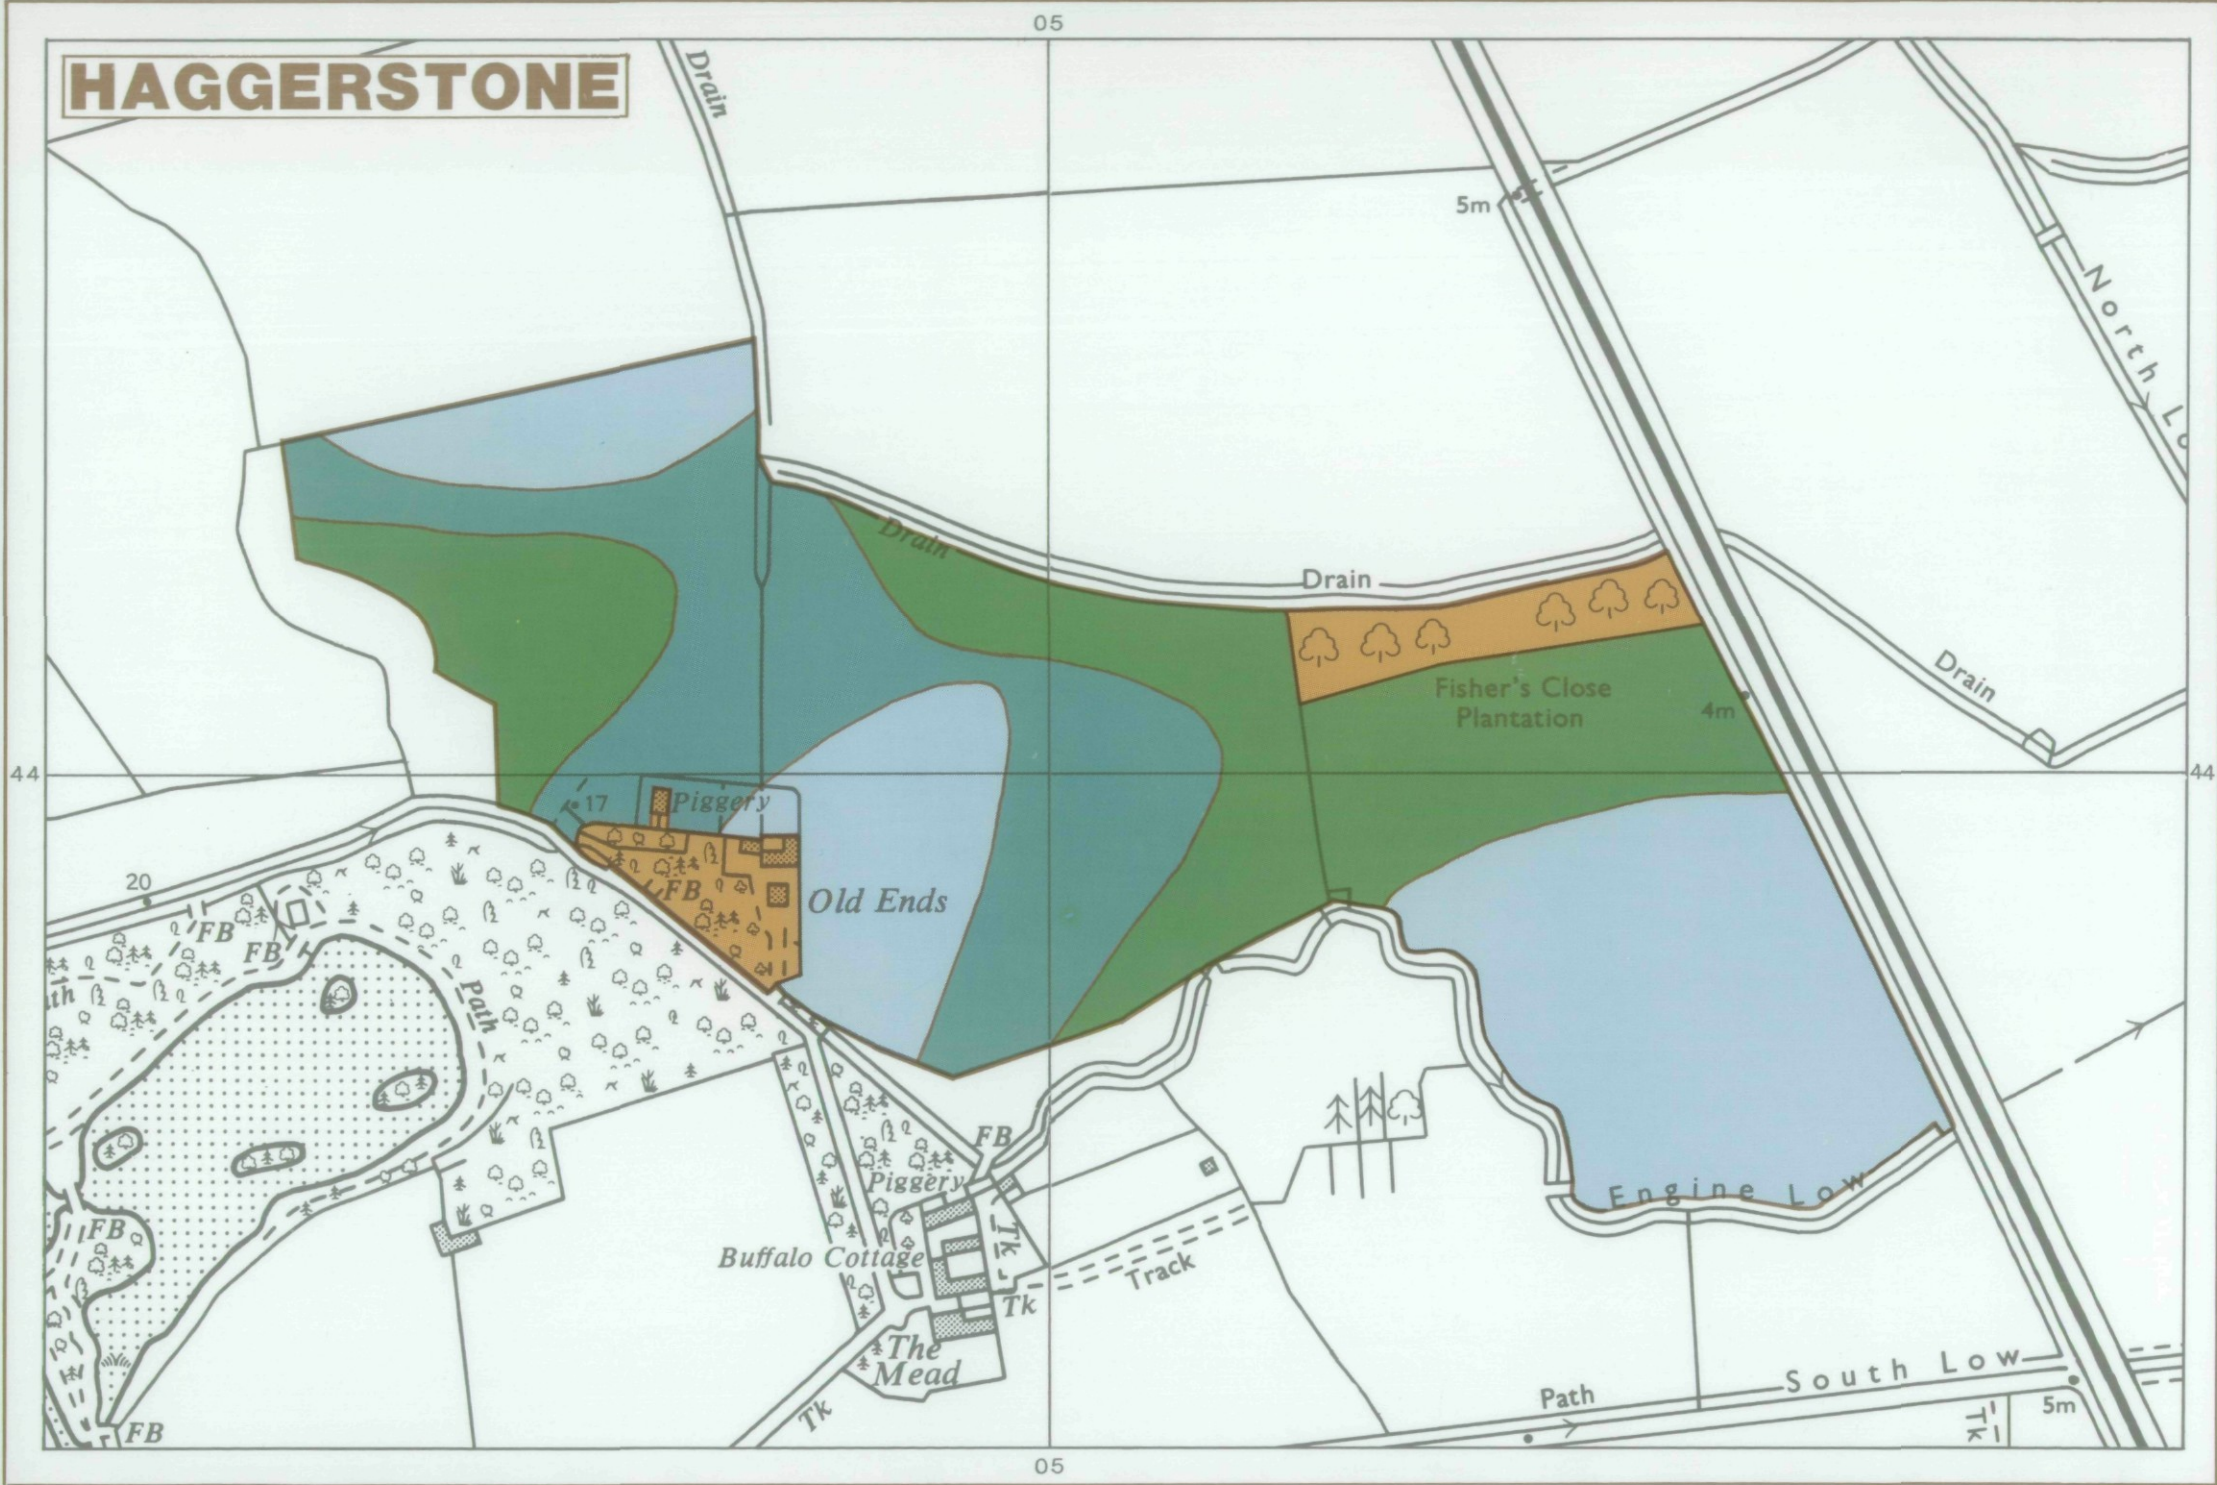 05
HAGGERSTONE
Drain
5m
North Lo
Drain
Drain
Drain
Fisher's Close
Plantation
4m
44
44
17
Piggery
20
FB
Old Ends
FB
FB
Path
ath
FB
Piggery
Engine Low
FB
Tk
Buffalo Cottage
Track
Tk
The
Mead
South Low
Path
5m
Tk
Tk
FB
05